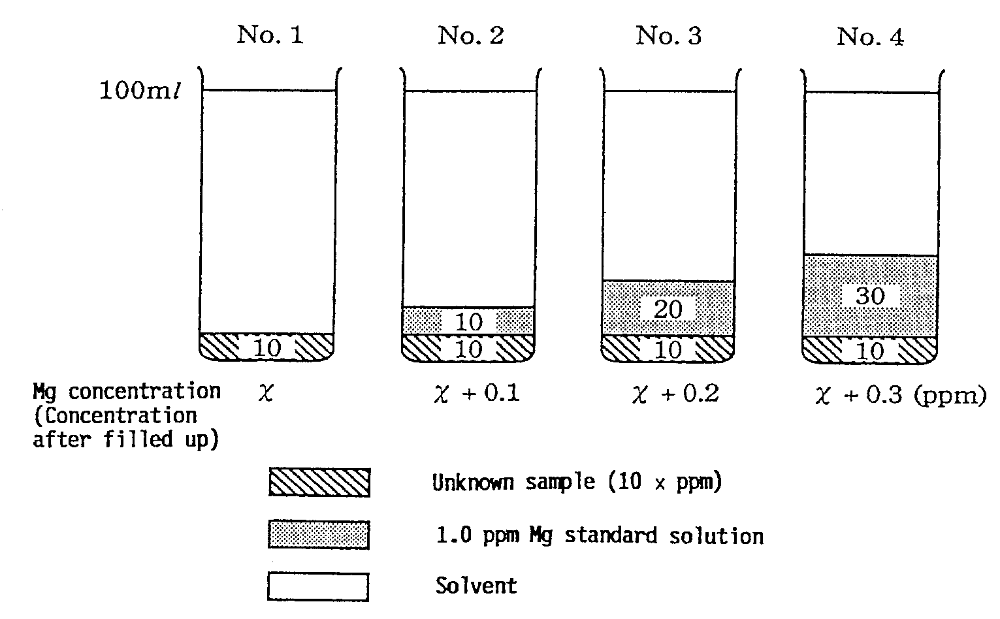 No. 1 No. 2 No. 3 No. 4
100ml
10 10 10 20 10 30 10
Mg concentration χ χ + 0.1 χ + 0.2 χ + 0.3 (ppm)
(Concentration
after filled up)
Unknown sample (10 x ppm)
1.0 ppm Mg standard solution
Solvent